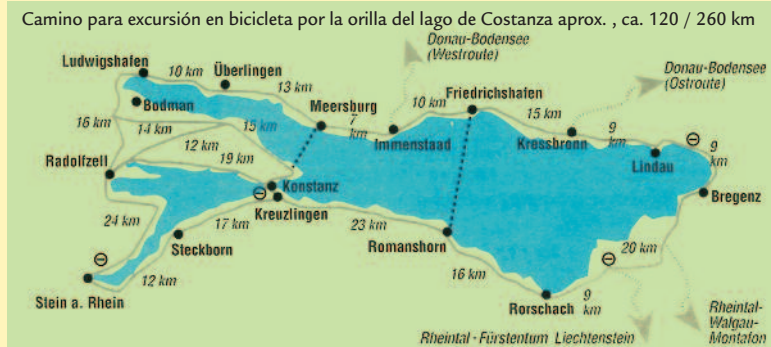 Camino para excursión en bicicleta por la orilla del lago de Costanza aprox. , ca. 120 / 260 km
Donau-Bodensee
(Westroute)
Ludwigshafen
10 km
Überlingen
Friedrichshafen
Donau-Bodensee
(Ostroute)
13 km
Bodman
Meersburg
10 km
15 km
16 km
14 km
15 km
7
km
Immenstaad
Kressbronn
9
km
9
km
12 km
Lindau
Radolfzell
19 km
Konstanz
Bregenz
Kreuzlingen
24 km
17 km
23 km
Steckborn
Romanshorn
20 km
12 km
16 km
Stein a. Rhein
Rorschach
9
km
Rheintal-
Walgau-
Montafon
Rheintal - Fürstentum Liechtenstein